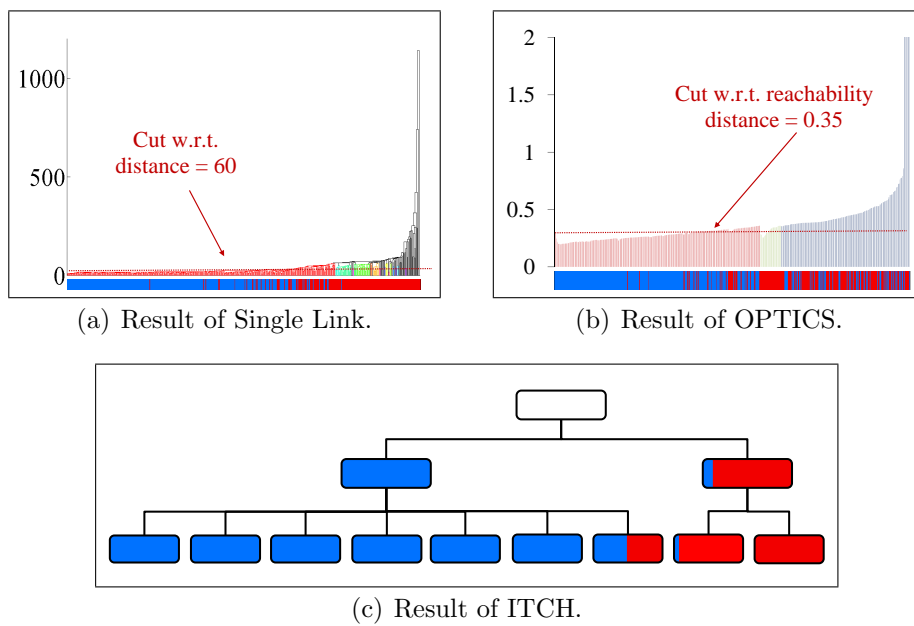 1000
500
0
Cut w.r.t.
distance = 60
(a) Result of Single Link.
2
1.5
1
0.5
0
Cut w.r.t. reachability
distance = 0.35
(b) Result of OPTICS.
(c) Result of ITCH.